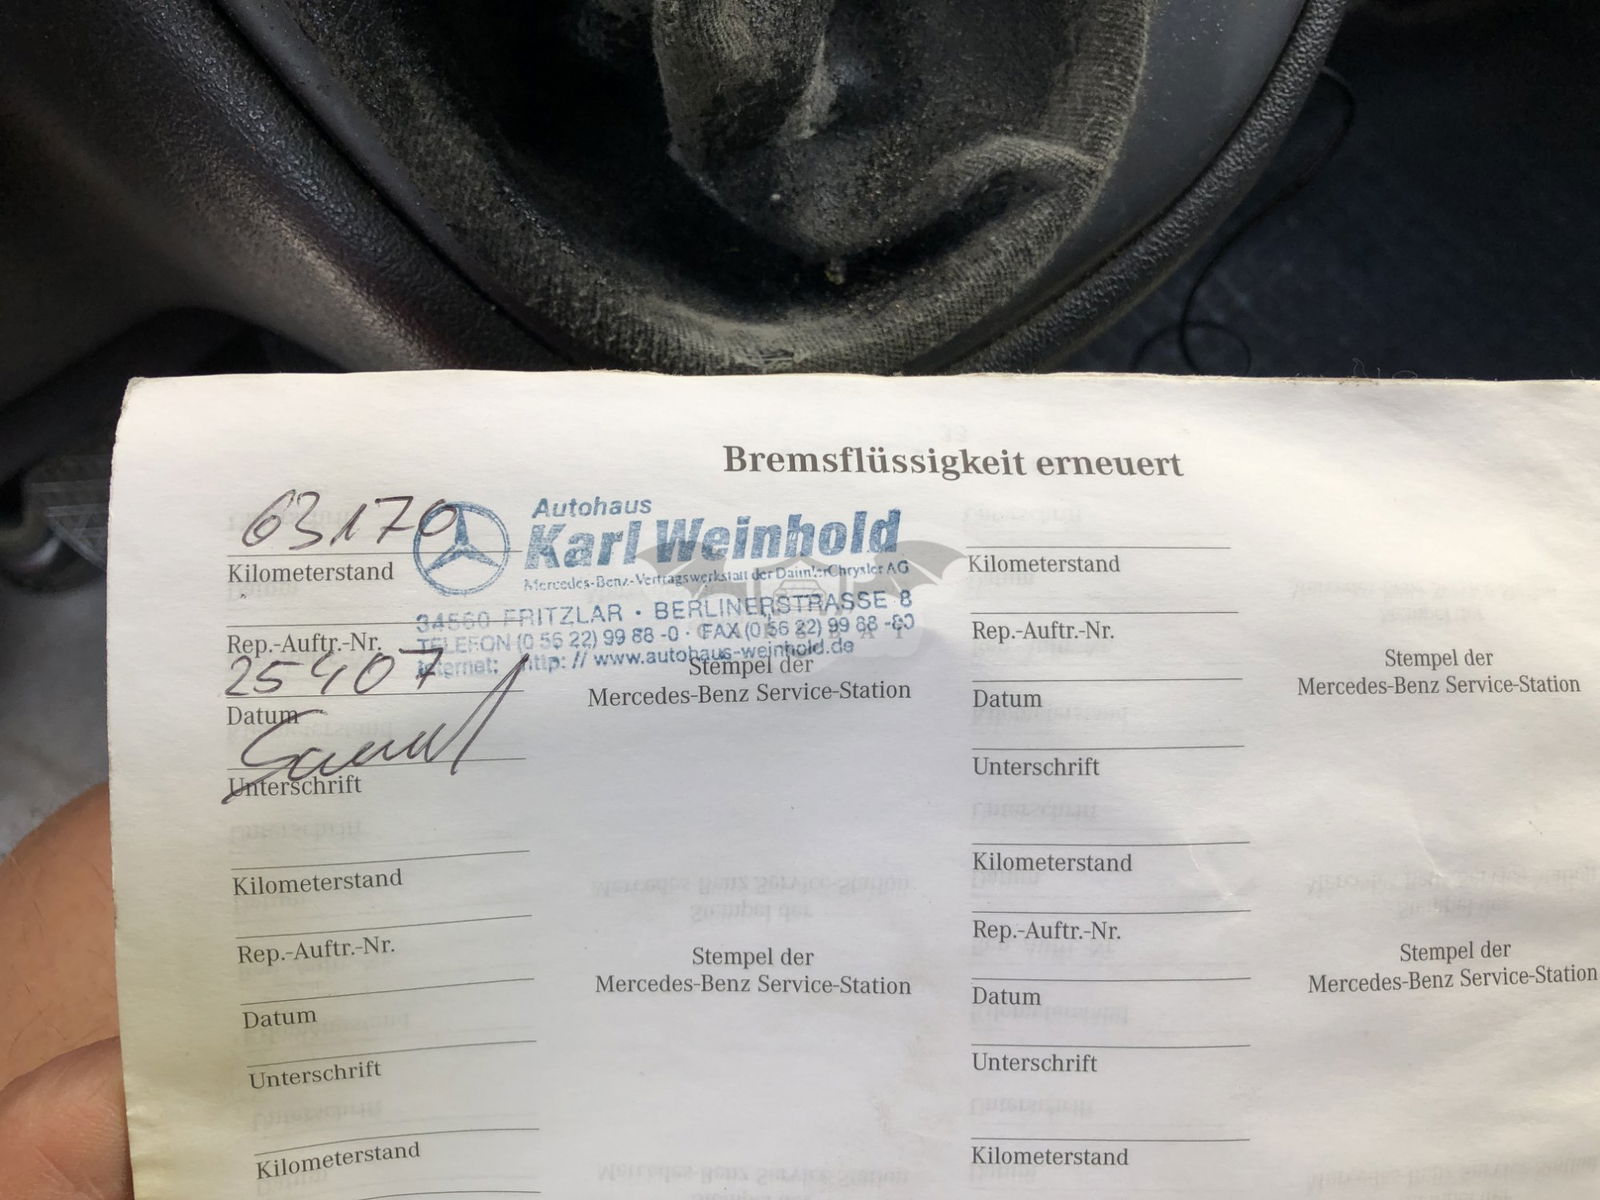 Bremsflüssigkeit erneuert
63170
Kilometerstand
Rep.-Auftr.-Nr.
25 4 07
Datum
Unterschrift
Autohaus
Karl Weinhold
Mercedes-Benz-Vertragswerkstatt der DaimlerChrysler AG
34560 FRITZLAR · BERLINERSTRASSE 8
TELEFON (0 56 22) 99 88 -0 · FAX (0 56 22) 99 88 -80
Internet: http://www.autohaus-weinhold.de
Stempel der
Mercedes-Benz Service-Station
Kilometerstand
Rep.-Auftr.-Nr.
Datum
Unterschrift
Stempel der
Mercedes-Benz Service-Station
Kilometerstand
Rep.-Auftr.-Nr.
Datum
Unterschrift
Stempel der
Mercedes-Benz Service-Station
Kilometerstand
Rep.-Auftr.-Nr.
Datum
Unterschrift
Stempel der
Mercedes-Benz Service-Station
Kilometerstand
Kilometerstand